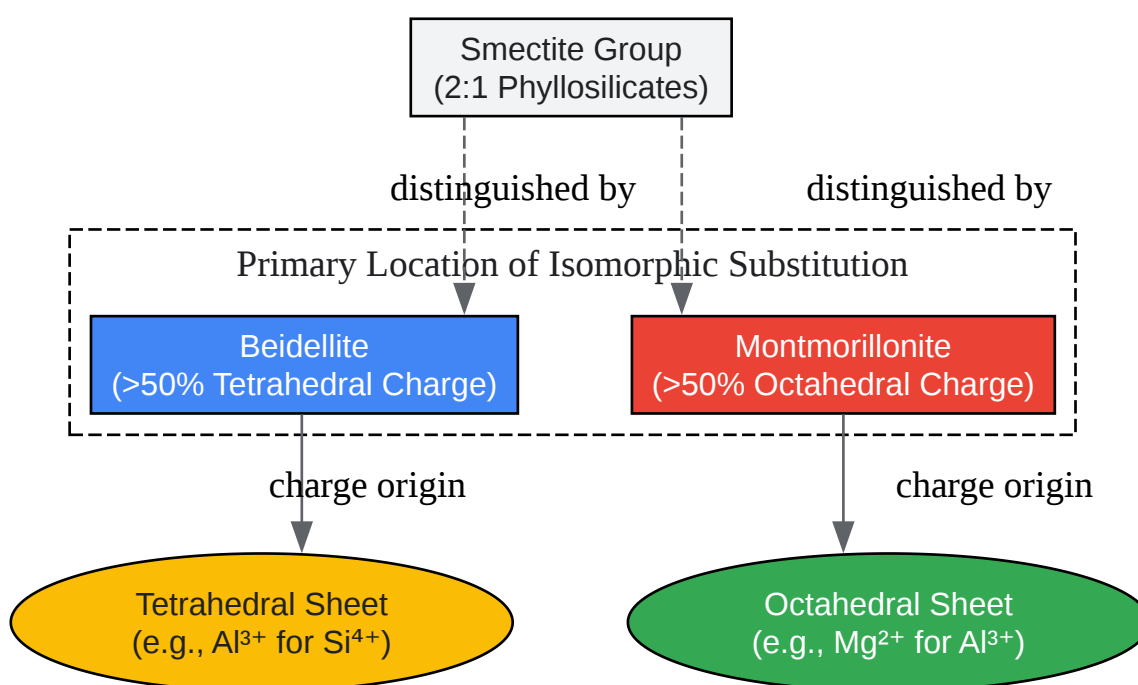 Smectite Group
(2:1 Phyllosilicates)
distinguished by
distinguished by
Primary Location of Isomorphic Substitution
Beidellite
(>50% Tetrahedral Charge)
Montmorillonite
(>50% Octahedral Charge)
charge origin
charge origin
Tetrahedral Sheet
(e.g., Al³⁺ for Si⁴⁺)
Octahedral Sheet
(e.g., Mg²⁺ for Al³⁺)